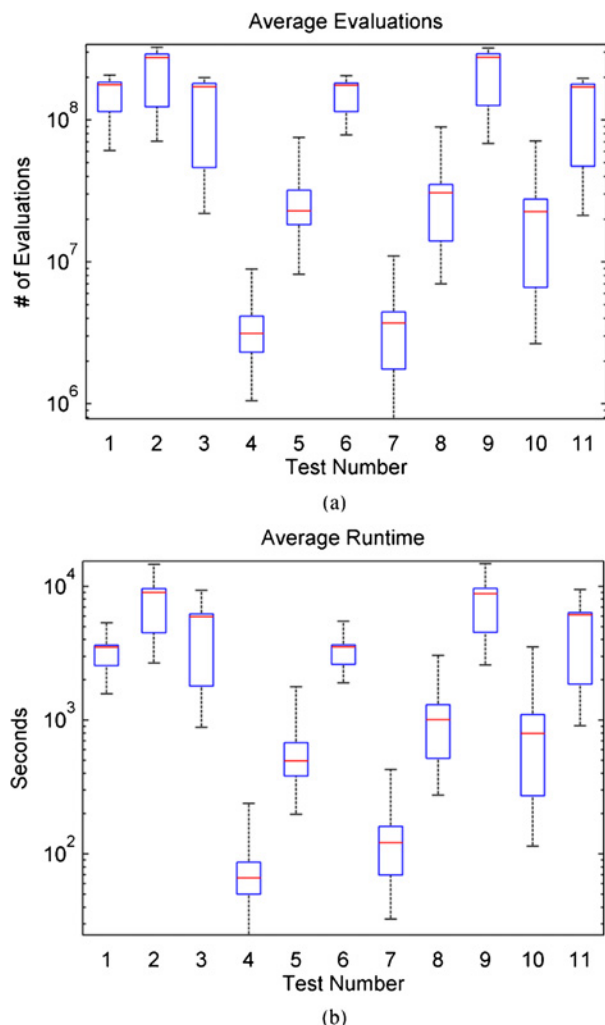 Average Evaluations
# of Evaluations
10^8
10^7
10^6
1 2 3 4 5 6 7 8 9 10 11
Test Number
(a)
Average Runtime
Seconds
10^4
10^3
10^2
1 2 3 4 5 6 7 8 9 10 11
Test Number
(b)